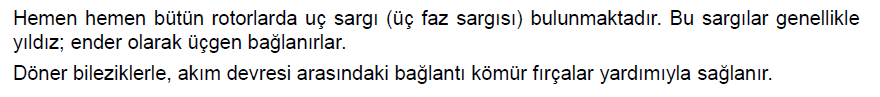 Hemen hemen bütün rotorlarda uç sargı (üç faz sargısı) bulunmaktadır. Bu sargılar genellikle
yıldız; ender olarak üçgen bağlanırlar.
Döner bileziklerle, akım devresi arasındaki bağlantı kömür fırçalar yardımıyla sağlanır.